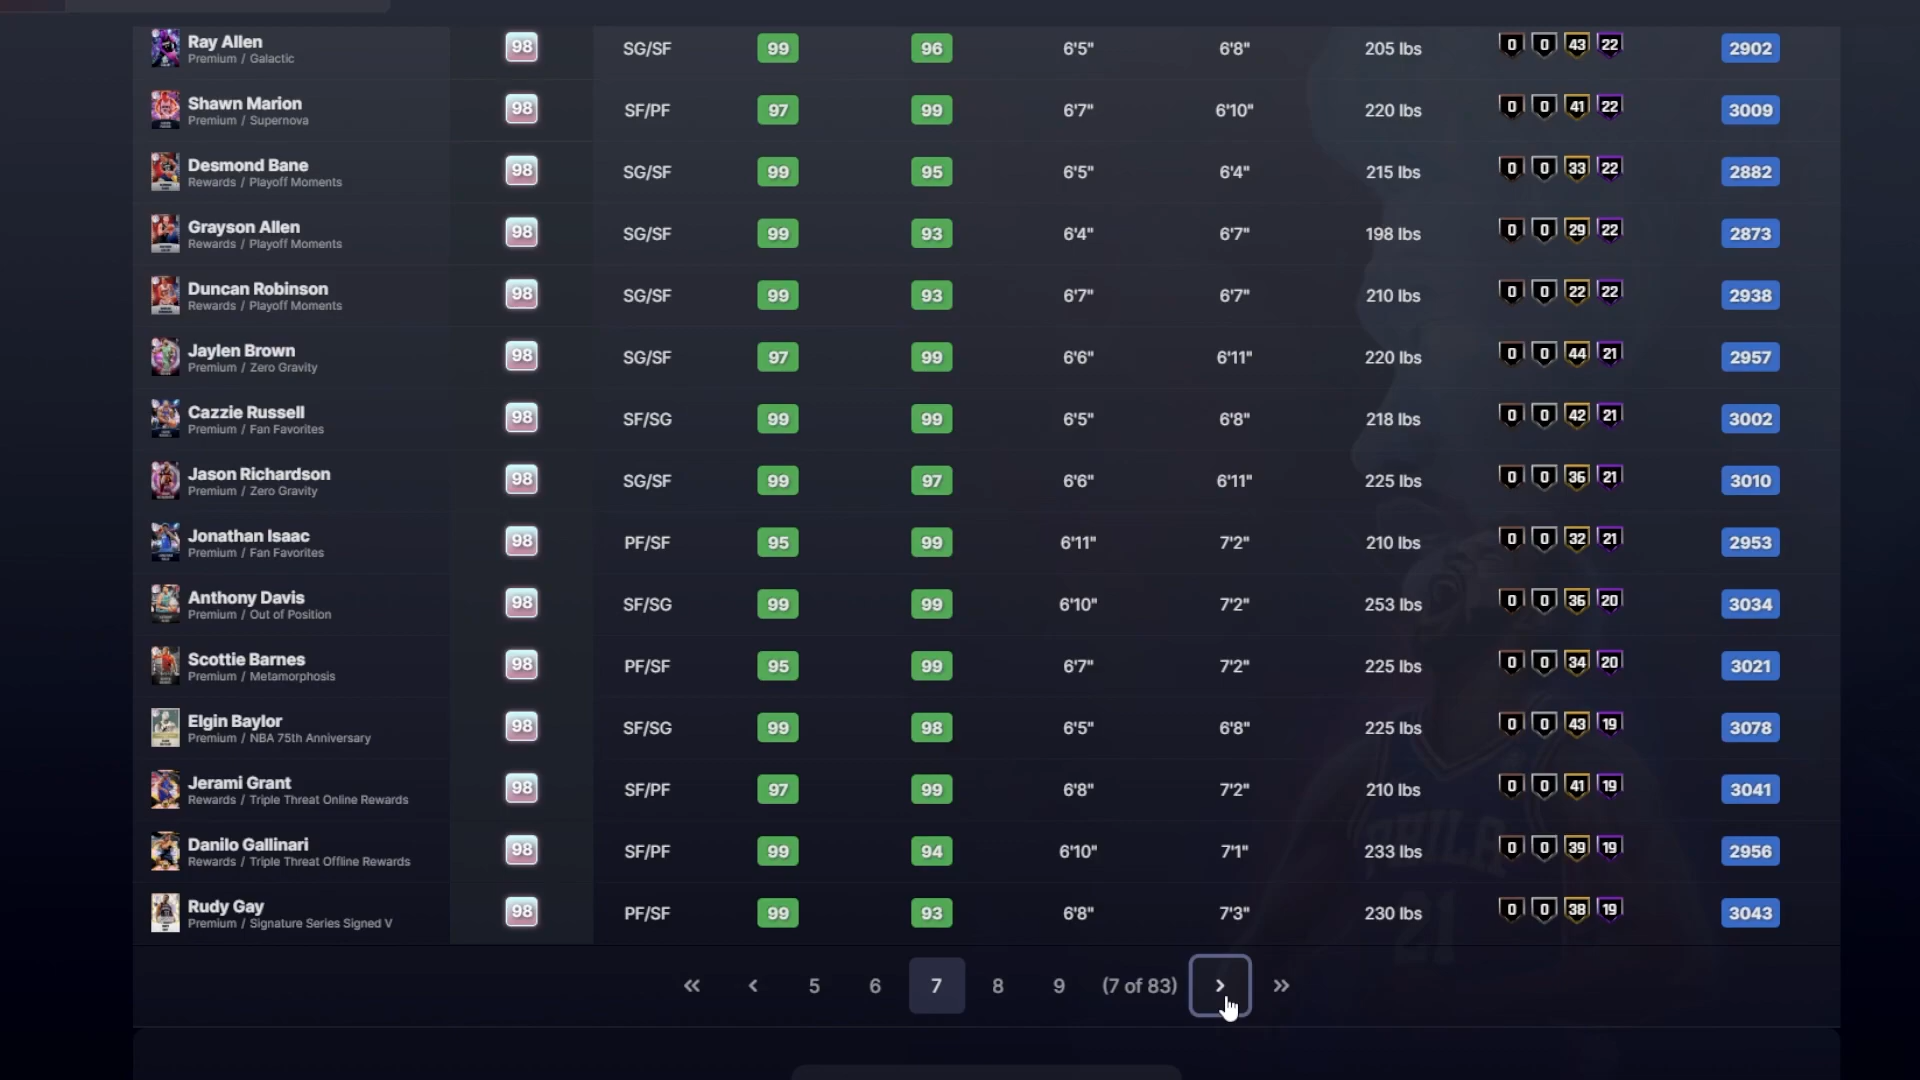 Ray Allen
Premium / Galactic
98 SG/SF 99 96 6'5" 6'8" 205 lbs 0 0 43 22 2902
Shawn Marion
Premium / Supernova
98 SF/PF 97 99 6'7" 6'10" 220 lbs 0 0 41 22 3009
Desmond Bane
Rewards / Playoff Moments
98 SG/SF 99 95 6'5" 6'4" 215 lbs 0 0 33 22 2882
Grayson Allen
Rewards / Playoff Moments
98 SG/SF 99 93 6'4" 6'7" 198 lbs 0 0 29 22 2873
Duncan Robinson
Rewards / Playoff Moments
98 SG/SF 99 93 6'7" 6'7" 210 lbs 0 0 22 22 2938
Jaylen Brown
Premium / Zero Gravity
98 SG/SF 97 99 6'6" 6'11" 220 lbs 0 0 44 21 2957
Cazzie Russell
Premium / Fan Favorites
98 SF/SG 99 99 6'5" 6'8" 218 lbs 0 0 42 21 3002
Jason Richardson
Premium / Zero Gravity
98 SG/SF 99 97 6'6" 6'11" 225 lbs 0 0 36 21 3010
Jonathan Isaac
Premium / Fan Favorites
98 PF/SF 95 99 6'11" 7'2" 210 lbs 0 0 32 21 2953
Anthony Davis
Premium / Out of Position
98 SF/SG 99 99 6'10" 7'2" 253 lbs 0 0 36 20 3034
Scottie Barnes
Premium / Metamorphosis
98 PF/SF 95 99 6'7" 7'2" 225 lbs 0 0 34 20 3021
Elgin Baylor
Premium / NBA 75th Anniversary
98 SF/SG 99 98 6'5" 6'8" 225 lbs 0 0 43 19 3078
Jerami Grant
Rewards / Triple Threat Online Rewards
98 SF/PF 97 99 6'8" 7'2" 210 lbs 0 0 41 19 3041
Danilo Gallinari
Rewards / Triple Threat Offline Rewards
98 SF/PF 99 94 6'10" 7'1" 233 lbs 0 0 39 19 2956
Rudy Gay
Premium / Signature Series Signed V
98 PF/SF 99 93 6'8" 7'3" 230 lbs 0 0 38 19 3043
PHILA
21
« ‹ 5 6 7 8 9 (7 of 83) › »